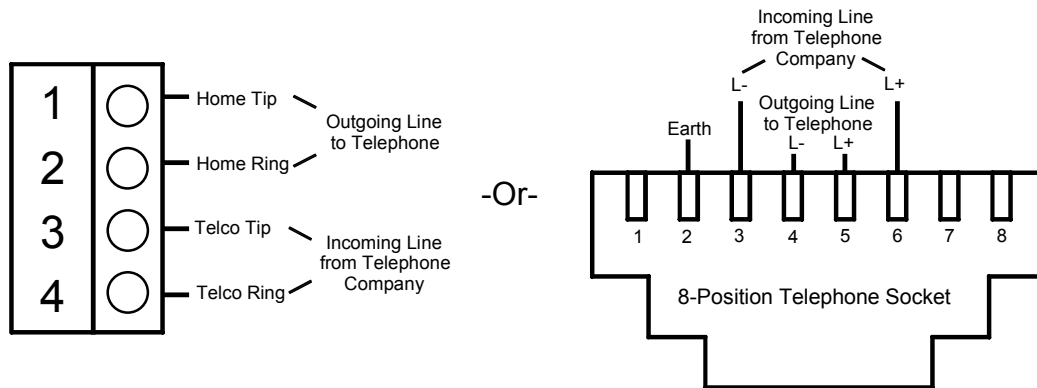 1
Home Tip
2
Home Ring
Outgoing Line
to Telephone
3
Telco Tip
4
Telco Ring
Incoming Line
from Telephone
Company
-Or-
Incoming Line
from Telephone
Company
L-
L+
Outgoing Line
to Telephone
Earth
L-
L+
1 2 3 4 5 6 7 8
8-Position Telephone Socket